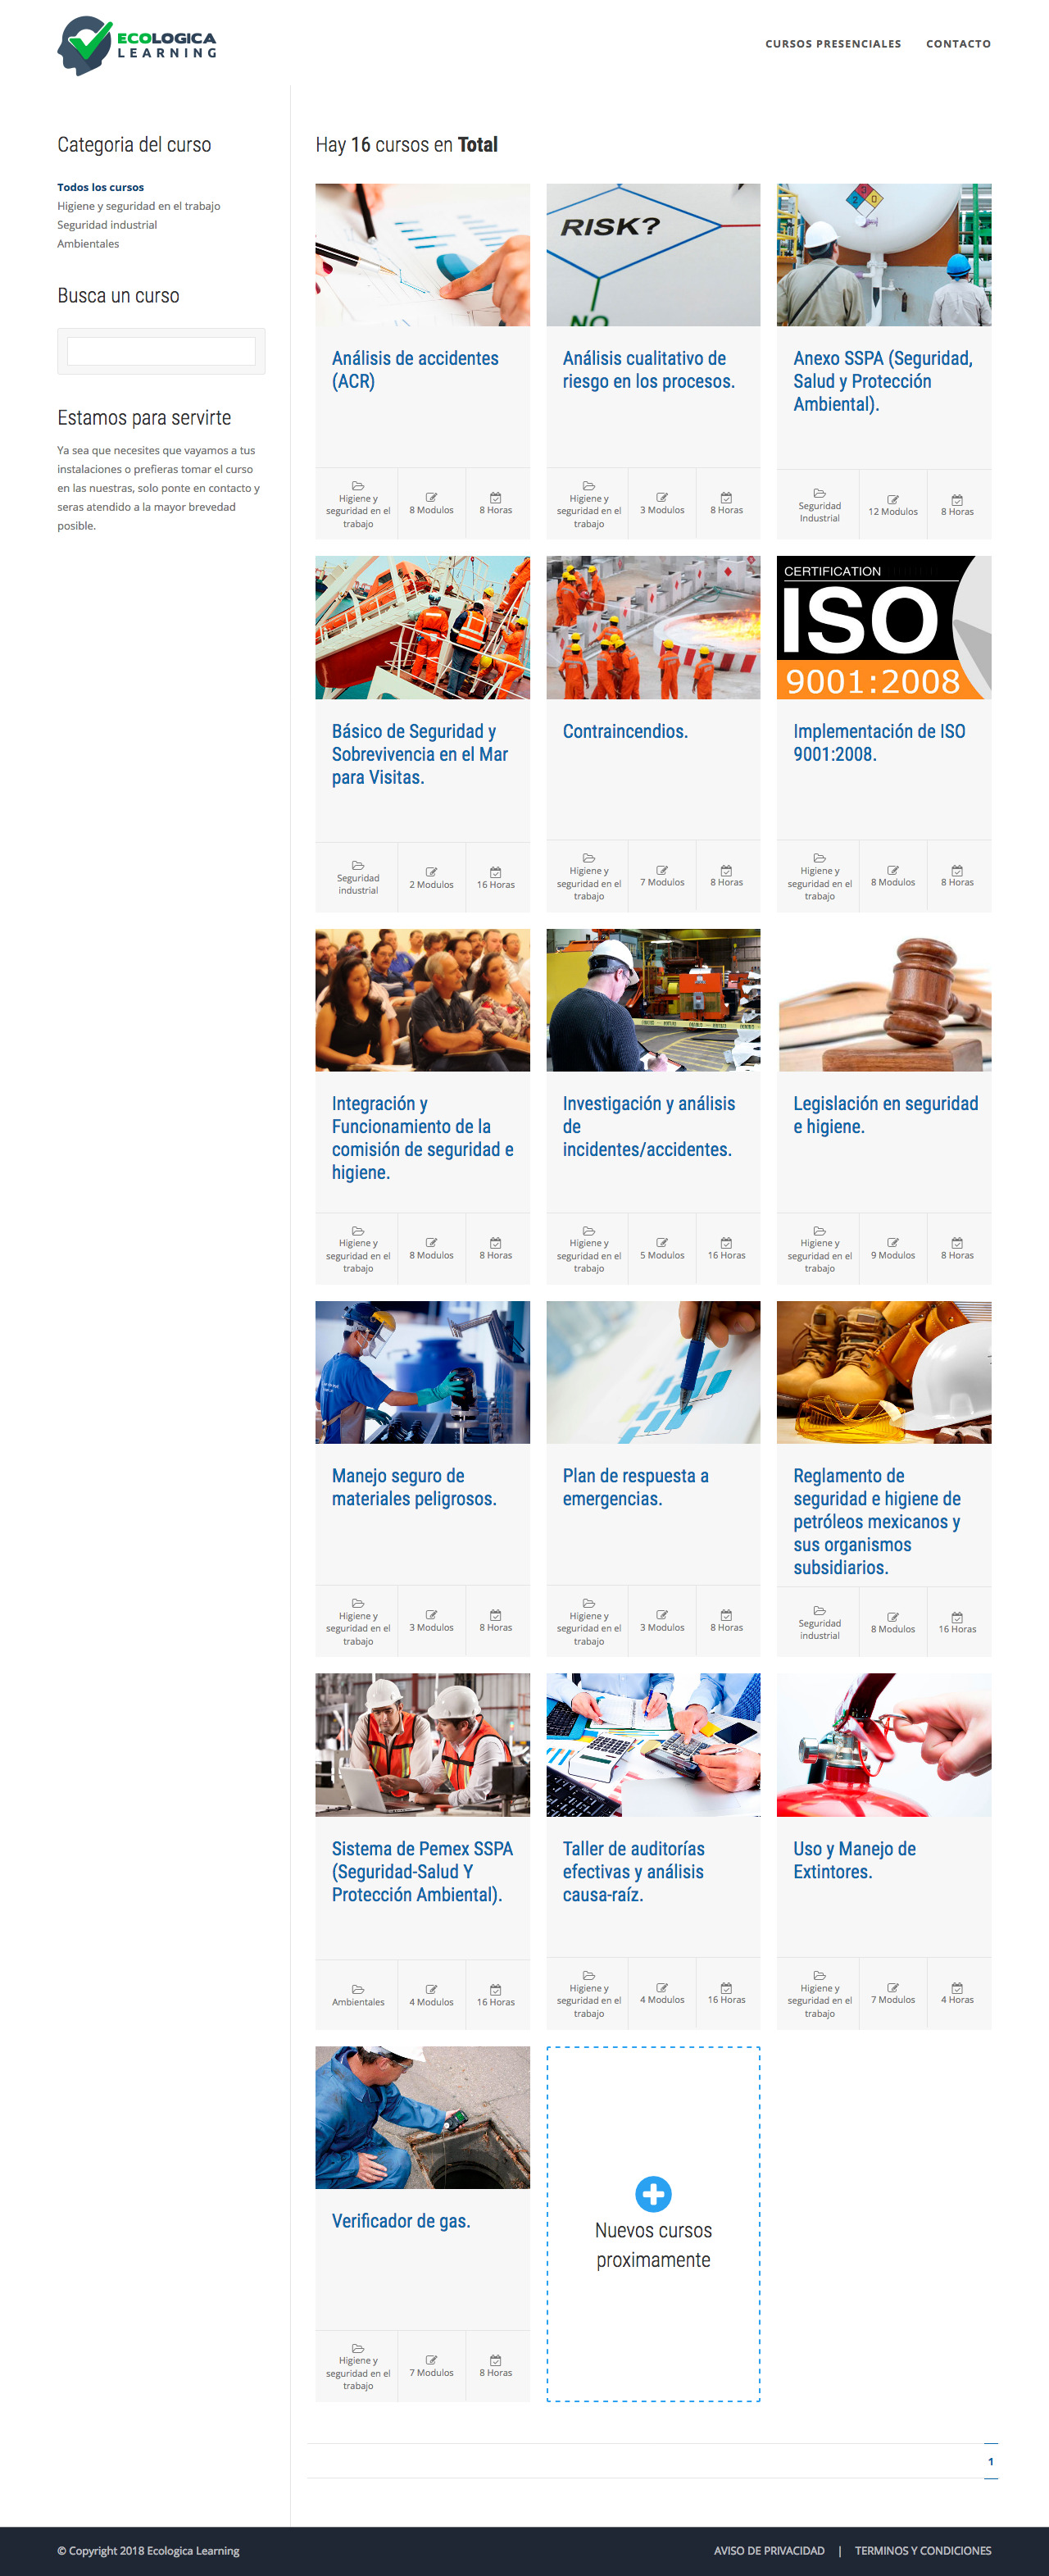 ECOLOGICA
LEARNING
CURSOS PRESENCIALES
CONTACTO
Categoria del curso
Todos los cursos
Higiene y seguridad en el trabajo
Seguridad industrial
Ambientales
Busca un curso
Estamos para servirte
Ya sea que necesites que vayamos a tus
instalaciones o prefieras tomar el curso
en las nuestras, solo ponte en contacto y
seras atendido a la mayor brevedad
posible.
Hay 16 cursos en Total
Análisis de accidentes
(ACR)
Higiene y
seguridad en el
trabajo
8 Modulos
8 Horas
RISK?
NO
Análisis cualitativo de
riesgo en los procesos.
Higiene y
seguridad en el
trabajo
3 Modulos
8 Horas
2
3
0
Anexo SSPA (Seguridad,
Salud y Protección
Ambiental).
Seguridad
Industrial
12 Modulos
8 Horas
Básico de Seguridad y
Sobrevivencia en el Mar
para Visitas.
Seguridad
industrial
2 Modulos
16 Horas
Contraincendios.
Higiene y
seguridad en el
trabajo
7 Modulos
8 Horas
CERTIFICATION
ISO
9001:2008
Implementación de ISO
9001:2008.
Higiene y
seguridad en el
trabajo
8 Modulos
8 Horas
Integración y
Funcionamiento de la
comisión de seguridad e
higiene.
Higiene y
seguridad en el
trabajo
8 Modulos
8 Horas
Investigación y análisis
de
incidentes/accidentes.
Higiene y
seguridad en el
trabajo
5 Modulos
16 Horas
Legislación en seguridad
e higiene.
Higiene y
seguridad en el
trabajo
9 Modulos
8 Horas
Manejo seguro de
materiales peligrosos.
Higiene y
seguridad en el
trabajo
3 Modulos
8 Horas
Plan de respuesta a
emergencias.
Higiene y
seguridad en el
trabajo
3 Modulos
8 Horas
Reglamento de
seguridad e higiene de
petróleos mexicanos y
sus organismos
subsidiarios.
Seguridad
industrial
8 Modulos
16 Horas
Sistema de Pemex SSPA
(Seguridad-Salud Y
Protección Ambiental).
Ambientales
4 Modulos
16 Horas
Taller de auditorías
efectivas y análisis
causa-raíz.
Higiene y
seguridad en el
trabajo
4 Modulos
16 Horas
Uso y Manejo de
Extintores.
Higiene y
seguridad en el
trabajo
7 Modulos
4 Horas
Verificador de gas.
Higiene y
seguridad en el
trabajo
7 Modulos
8 Horas
Nuevos cursos
proximamente
1
© Copyright 2018 Ecologica Learning
AVISO DE PRIVACIDAD | TERMINOS Y CONDICIONES